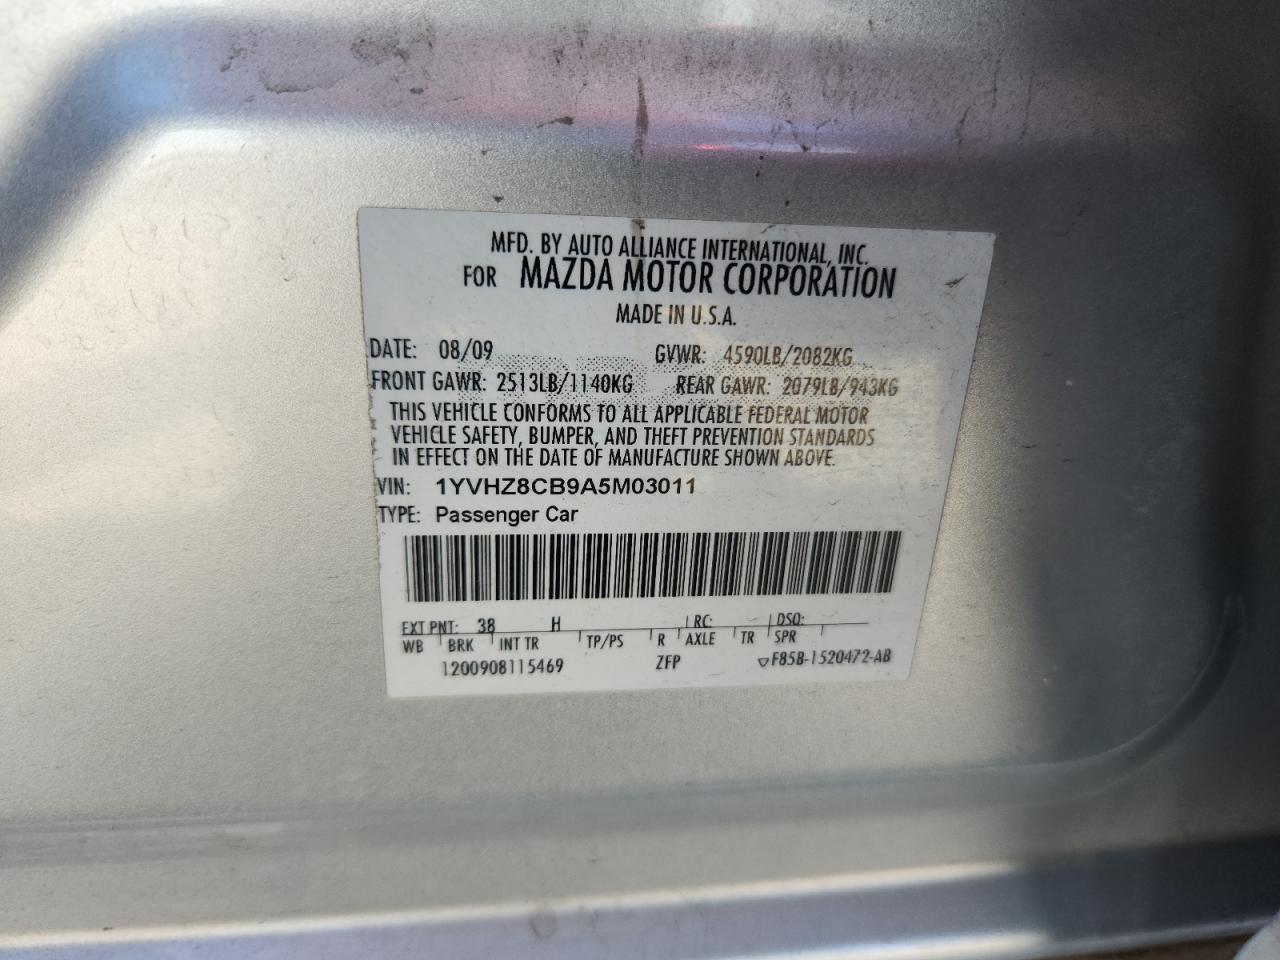 MFD. BY AUTO ALLIANCE INTERNATIONAL, INC.
FOR MAZDA MOTOR CORPORATION
MADE IN U.S.A.
DATE: 08/09 GVWR: 4590LB/2082KG
FRONT GAWR: 2513LB/1140KG REAR GAWR: 2079LB/943KG
THIS VEHICLE CONFORMS TO ALL APPLICABLE FEDERAL MOTOR
VEHICLE SAFETY, BUMPER, AND THEFT PREVENTION STANDARDS
IN EFFECT ON THE DATE OF MANUFACTURE SHOWN ABOVE.
VIN: 1YVHZ8CB9A5M03011
TYPE: Passenger Car
EXT PNT: 38 H RC: DSO:
WB BRK INT TR TP/PS R AXLE TR SPR
1200908115469 ZFP ▽F85B-1520472-AB